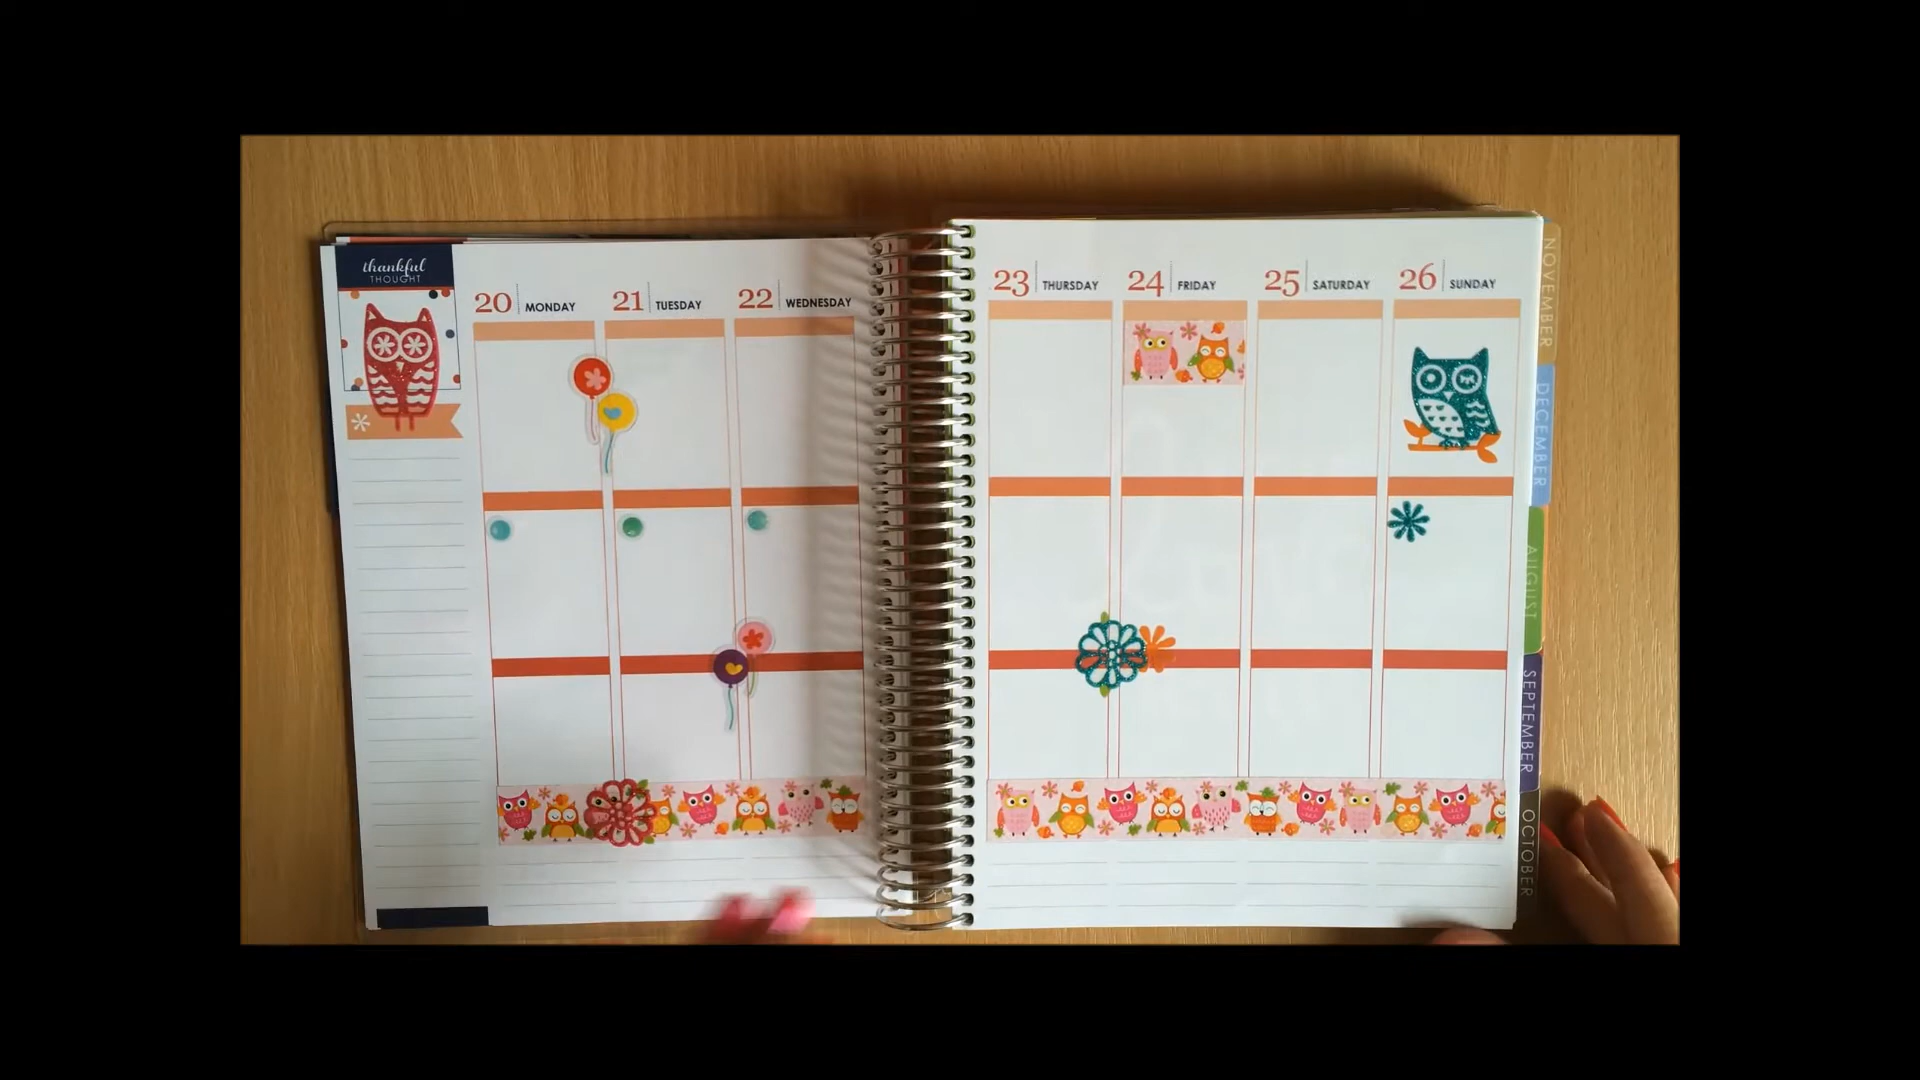 thankful
THOUGHT
20 MONDAY
21 TUESDAY
22 WEDNESDAY
23 THURSDAY
24 FRIDAY
25 SATURDAY
26 SUNDAY
NOVEMBER
DECEMBER
AUGUST
SEPTEMBER
OCTOBER